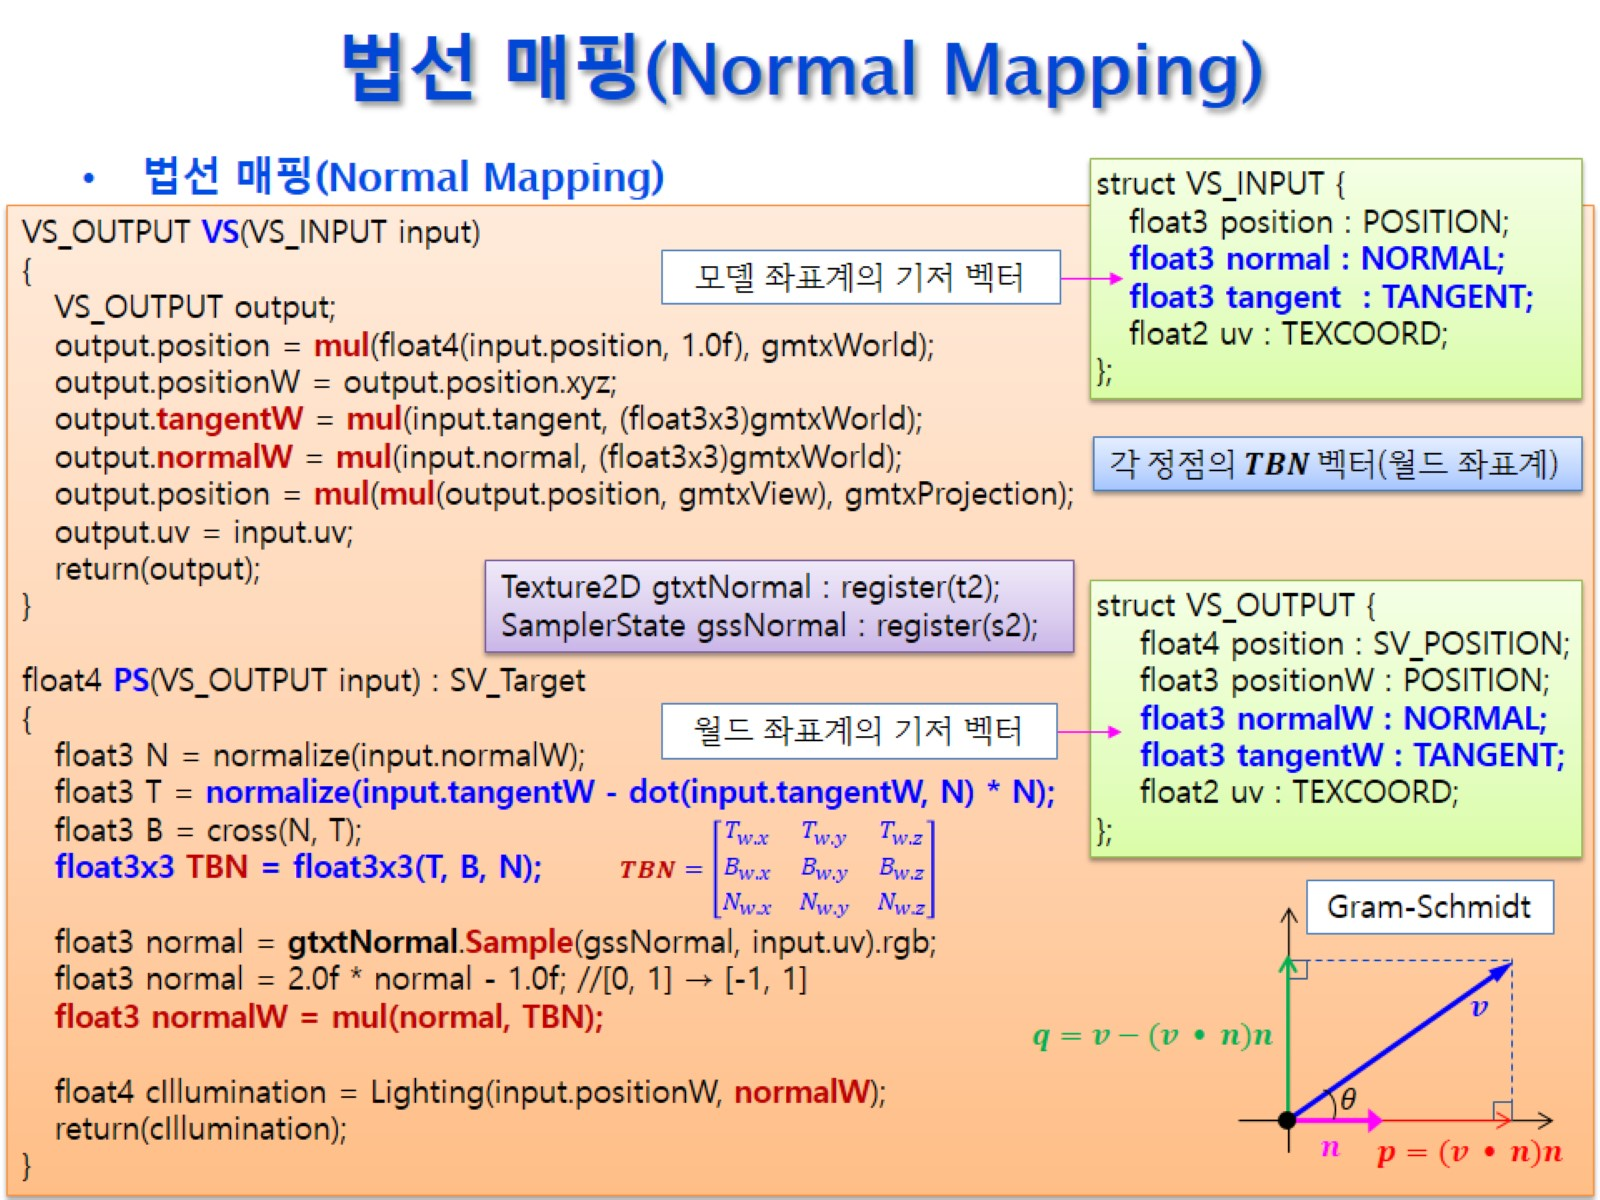 법선 매핑(Normal Mapping)
• 법선 매핑(Normal Mapping)
VS_OUTPUT VS(VS_INPUT input)
{
VS_OUTPUT output;
output.position = mul(float4(input.position, 1.0f), gmtxWorld);
output.positionW = output.position.xyz;
output.tangentW = mul(input.tangent, (float3x3)gmtxWorld);
output.normalW = mul(input.normal, (float3x3)gmtxWorld);
output.position = mul(mul(output.position, gmtxView), gmtxProjection);
output.uv = input.uv;
return(output);
}
모델 좌표계의 기저 벡터
struct VS_INPUT {
float3 position : POSITION;
float3 normal : NORMAL;
float3 tangent : TANGENT;
float2 uv : TEXCOORD;
};
각 정점의 TBN 벡터(월드 좌표계)
Texture2D gtxtNormal : register(t2);
SamplerState gssNormal : register(s2);
struct VS_OUTPUT {
float4 position : SV_POSITION;
float3 positionW : POSITION;
float3 normalW : NORMAL;
float3 tangentW : TANGENT;
float2 uv : TEXCOORD;
};
월드 좌표계의 기저 벡터
float4 PS(VS_OUTPUT input) : SV_Target
{
float3 N = normalize(input.normalW);
float3 T = normalize(input.tangentW - dot(input.tangentW, N) * N);
float3 B = cross(N, T);
float3x3 TBN = float3x3(T, B, N);
TBN =
T_w.x T_w.y T_w.z
B_w.x B_w.y B_w.z
N_w.x N_w.y N_w.z
float3 normal = gtxtNormal.Sample(gssNormal, input.uv).rgb;
float3 normal = 2.0f * normal - 1.0f; //[0, 1] → [-1, 1]
float3 normalW = mul(normal, TBN);
float4 cIllumination = Lighting(input.positionW, normalW);
return(cIllumination);
}
Gram-Schmidt
v
q = v − (v • n)n
θ
n
p = (v • n)n